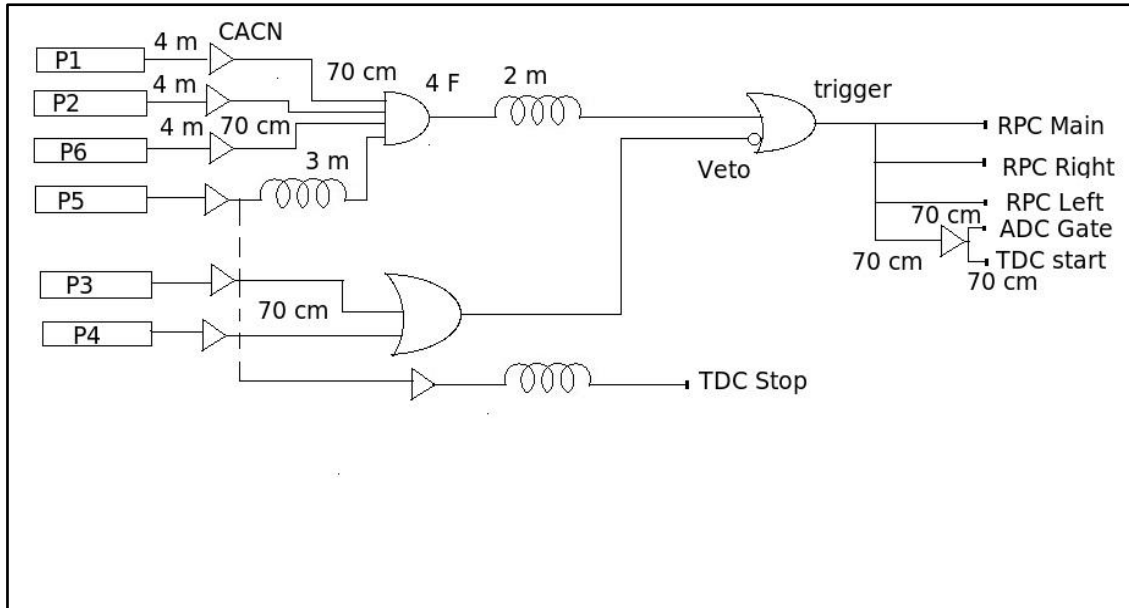 CACN
P1
4 m
70 cm
4 F
2 m
trigger
P2
4 m
RPC Main
P6
4 m
70 cm
Veto
RPC Right
P5
3 m
RPC Left
70 cm
ADC Gate
70 cm
TDC start
70 cm
P3
70 cm
P4
TDC Stop